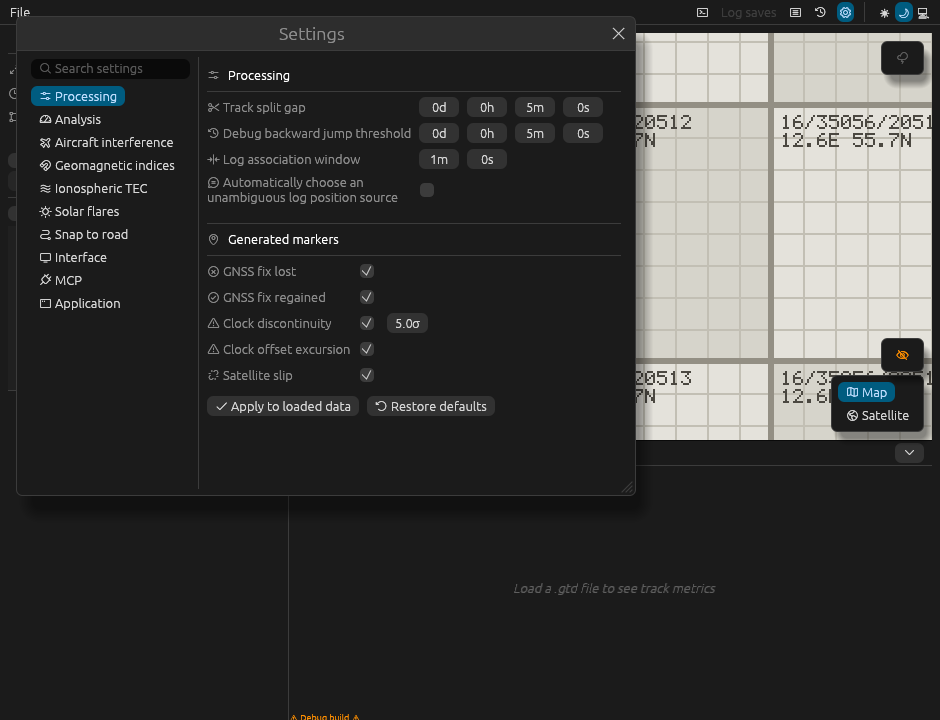 File
Log saves
Settings
Search settings
Processing
Analysis
Aircraft interference
Geomagnetic indices
Ionospheric TEC
Solar flares
Snap to road
Interface
MCP
Application
Processing
Track split gap 0d 0h 5m 0s
Debug backward jump threshold 0d 0h 5m 0s
Log association window 1m 0s
Automatically choose an
unambiguous log position source
Generated markers
GNSS fix lost
GNSS fix regained
Clock discontinuity 5.0σ
Clock offset excursion
Satellite slip
Apply to loaded data Restore defaults
20512
7N
16/35056/2051
12.6E 55.7N
20513
7N
16/35056/2051
12.6
Map
Satellite
Load a .gtd file to see track metrics
⚠ Debug build ⚠